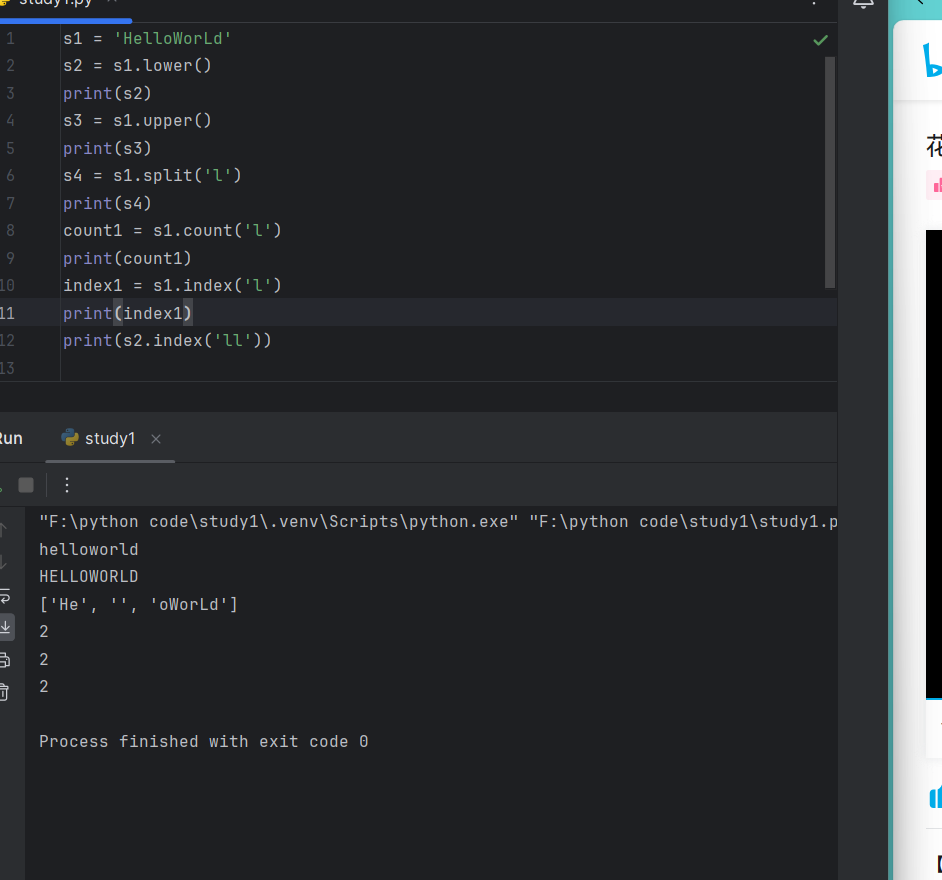 study1.py
1 s1 = 'HelloWorLd'
2 s2 = s1.lower()
3 print(s2)
4 s3 = s1.upper()
5 print(s3)
6 s4 = s1.split('l')
7 print(s4)
8 count1 = s1.count('l')
9 print(count1)
10 index1 = s1.index('l')
11 print(index1)
12 print(s2.index('ll'))
13
Run study1
"F:\python code\study1\.venv\Scripts\python.exe" "F:\python code\study1\study1.p
helloworld
HELLOWORLD
['He', '', 'oWorLd']
2
2
2
Process finished with exit code 0
花